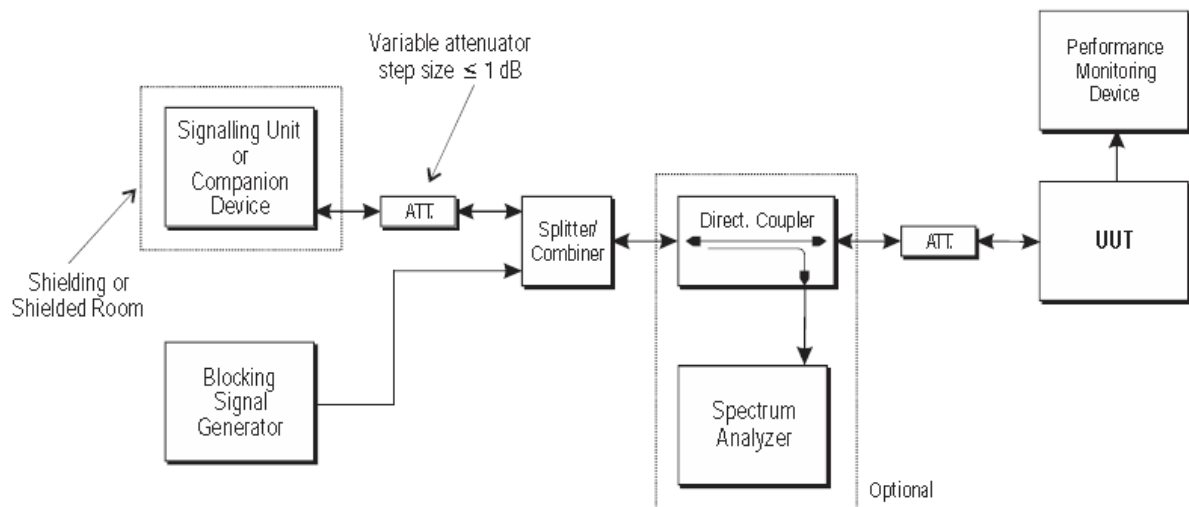 Variable attenuator
step size ≤ 1 dB
Performance
Monitoring
Device
Signalling Unit
or
Companion
Device
ATT.
Splitter/
Combiner
Direct. Coupler
ATT.
UUT
Shielding or
Shielded Room
Blocking
Signal
Generator
Spectrum
Analyzer
Optional